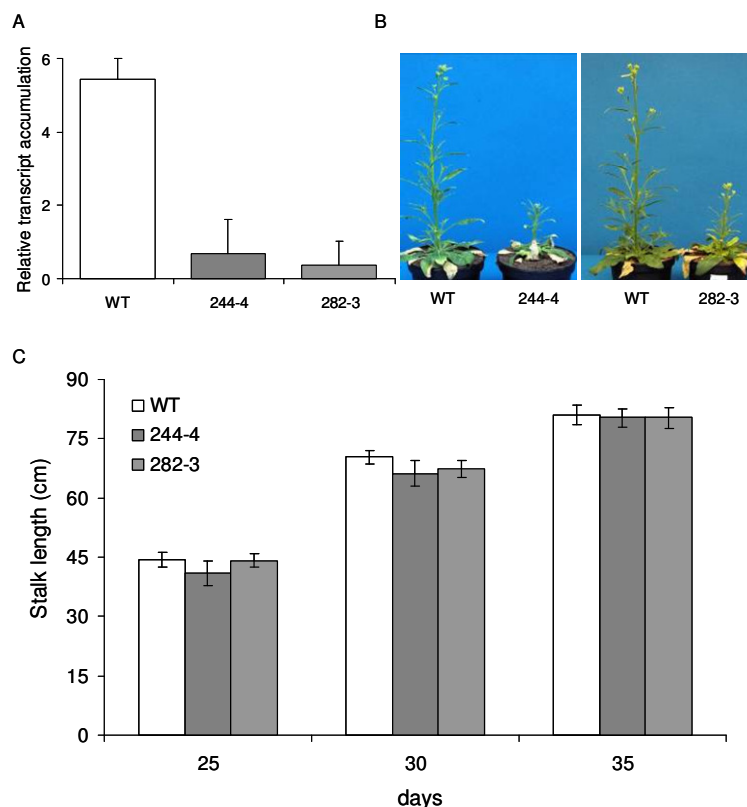 A
Relative transcript accumulation
6
4
2
0
WT
244-4
282-3
B
WT
244-4
WT
282-3
C
Stalk length (cm)
90
75
60
45
30
15
0
WT
244-4
282-3
25
30
35
days